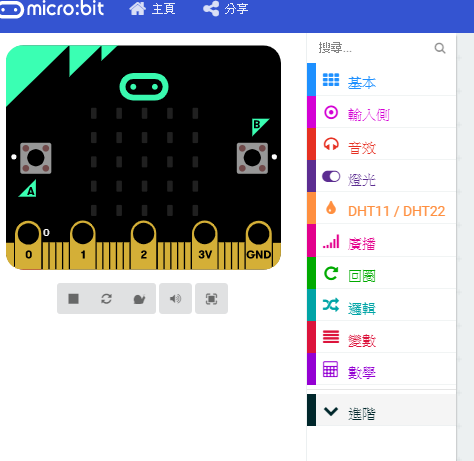 micro:bit 主頁 分享
搜尋...
基本
輸入側
音效
燈光
DHT11 / DHT22
廣播
回圈
邏輯
變數
數學
進階
B
A
0
0 1 2 3V GND